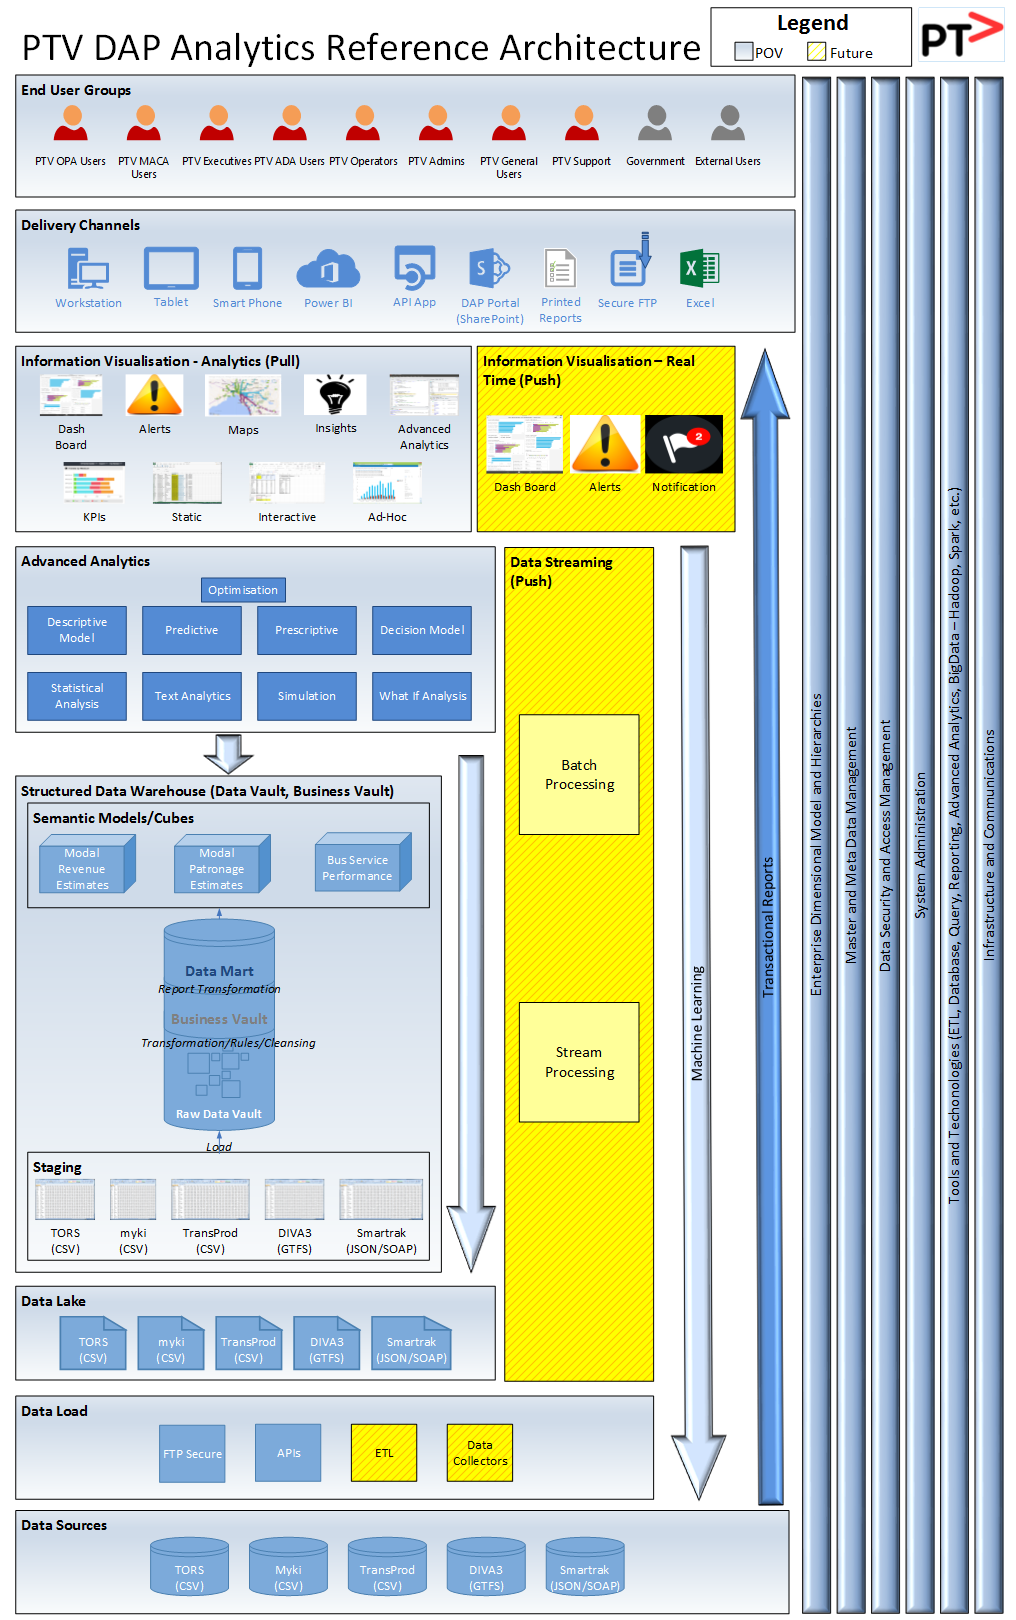 PTV DAP Analytics Reference Architecture
Legend
POV
Future
PT
End User Groups
PTV OPA Users
PTV MACA
Users
PTV Executives
PTV ADA Users
PTV Operators
PTV Admins
PTV General
Users
PTV Support
Government
External Users
Delivery Channels
Workstation
Tablet
Smart Phone
Power BI
API App
DAP Portal
(SharePoint)
Printed
Reports
Secure FTP
Excel
Information Visualisation - Analytics (Pull)
Dash
Board
Alerts
Maps
Insights
Advanced
Analytics
KPIs
Static
Interactive
Ad-Hoc
Information Visualisation – Real
Time (Push)
2
Dash Board
Alerts
Notification
Advanced Analytics
Optimisation
Descriptive
Model
Predictive
Prescriptive
Decision Model
Statistical
Analysis
Text Analytics
Simulation
What If Analysis
Data Streaming
(Push)
Batch
Processing
Stream
Processing
Structured Data Warehouse (Data Vault, Business Vault)
Semantic Models/Cubes
Modal
Revenue
Estimates
Modal
Patronage
Estimates
Bus Service
Performance
Data Mart
Report Transformation
Business Vault
Transformation/Rules/Cleansing
Raw Data Vault
Load
Staging
TORS
(CSV)
myki
(CSV)
TransProd
(CSV)
DIVA3
(GTFS)
Smartrak
(JSON/SOAP)
Data Lake
TORS
(CSV)
myki
(CSV)
TransProd
(CSV)
DIVA3
(GTFS)
Smartrak
(JSON/SOAP)
Data Load
FTP Secure
APIs
ETL
Data
Collectors
Data Sources
TORS
(CSV)
Myki
(CSV)
TransProd
(CSV)
DIVA3
(GTFS)
Smartrak
(JSON/SOAP)
Machine Learning
Transactional Reports
Enterprise Dimensional Model and Hierarchies
Master and Meta Data Management
Data Security and Access Management
System Administration
Tools and Techonologies (ETL, Database, Query, Reporting, Advanced Analytics, BigData – Hadoop, Spark, etc.)
Infrastructure and Communications